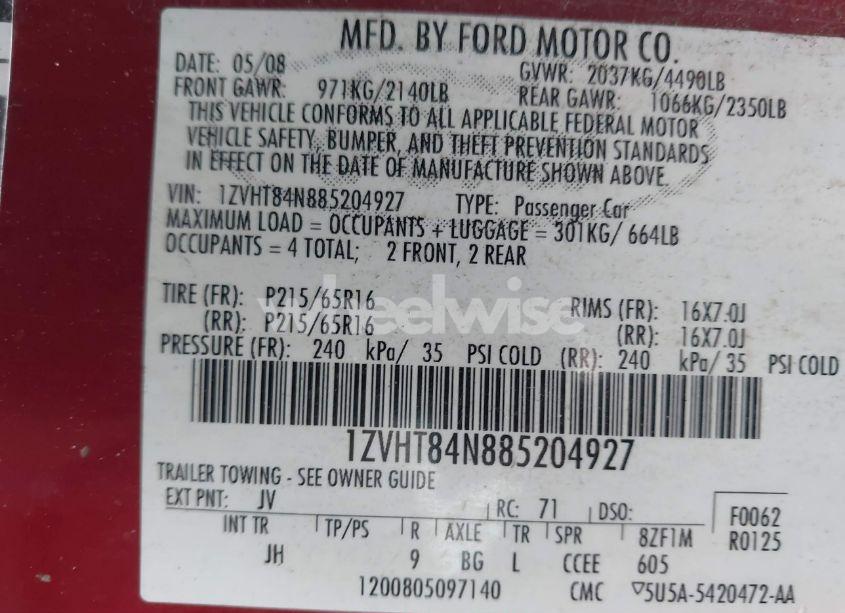 MFD. BY FORD MOTOR CO.
DATE: 05/08 GVWR: 2037KG/4490LB
FRONT GAWR: 971KG/2140LB REAR GAWR: 1066KG/2350LB
THIS VEHICLE CONFORMS TO ALL APPLICABLE FEDERAL MOTOR
VEHICLE SAFETY, BUMPER, AND THEFT PREVENTION STANDARDS
IN EFFECT ON THE DATE OF MANUFACTURE SHOWN ABOVE.
VIN: 1ZVHT84N885204927 TYPE: Passenger Car
MAXIMUM LOAD = OCCUPANTS + LUGGAGE = 301KG/ 664LB
OCCUPANTS = 4 TOTAL; 2 FRONT, 2 REAR
TIRE (FR): P215/65R16 RIMS (FR): 16X7.0J
(RR): P215/65R16 (RR): 16X7.0J
wheelwise
PRESSURE (FR): 240 kPa/ 35 PSI COLD (RR): 240 kPa/ 35 PSI COLD
1ZVHT84N885204927
TRAILER TOWING - SEE OWNER GUIDE
EXT PNT: JV RC: 71 DSO: F0062
INT TR TP/PS R AXLE TR SPR 8ZF1M R0125
JH 9 BG L CCEE 605
1200805097140 CMC ▽5U5A-5420472-AA